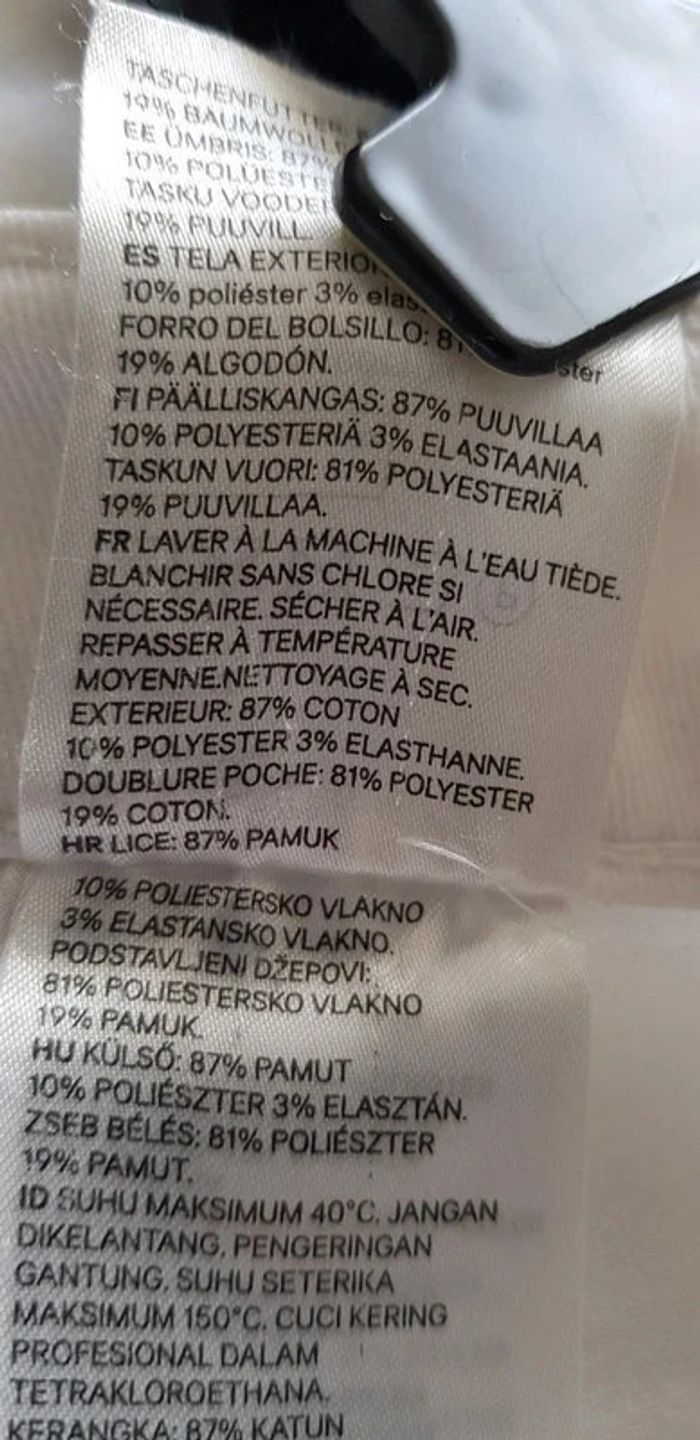 TASCHENFUTTER:
19% BAUMWOLLE
EE ÜMBRIS: 87%
10% POLÜESTE
TASKU VOODE
19% PUUVILL
ES TELA EXTERIOR
10% poliéster 3% elas
FORRO DEL BOLSILLO: 81 ster
19% ALGODÓN.
FI PÄÄLLISKANGAS: 87% PUUVILLAA
10% POLYESTERIÄ 3% ELASTAANIA.
TASKUN VUORI: 81% POLYESTERIÄ
19% PUUVILLAA.
FR LAVER À LA MACHINE À L'EAU TIÈDE.
BLANCHIR SANS CHLORE SI
NÉCESSAIRE. SÉCHER À L'AIR.
REPASSER À TEMPÉRATURE
MOYENNE.NETTOYAGE À SEC.
EXTERIEUR: 87% COTON
10% POLYESTER 3% ELASTHANNE.
DOUBLURE POCHE: 81% POLYESTER
19% COTON.
HR LICE: 87% PAMUK
10% POLIESTERSKO VLAKNO
3% ELASTANSKO VLAKNO.
PODSTAVLJENI DŽEPOVI:
81% POLIESTERSKO VLAKNO
19% PAMUK.
HU KÜLSŐ: 87% PAMUT
10% POLIÉSZTER 3% ELASZTÁN.
ZSEB BÉLÉS: 81% POLIÉSZTER
19% PAMUT.
ID SUHU MAKSIMUM 40°C. JANGAN
DIKELANTANG. PENGERINGAN
GANTUNG. SUHU SETERIKA
MAKSIMUM 150°C. CUCI KERING
PROFESIONAL DALAM
TETRAKLOROETHANA.
KERANGKA: 87% KATUN